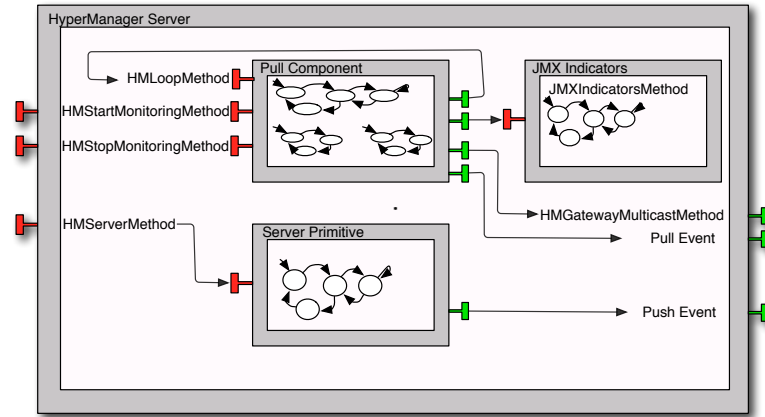 HyperManager Server
Pull Component
JMX Indicators
HMLoopMethod
JMXIndicatorsMethod
HMStartMonitoringMethod
HMStopMonitoringMethod
HMServerMethod
HMGatewayMulticastMethod
Server Primitive
Pull Event
Push Event